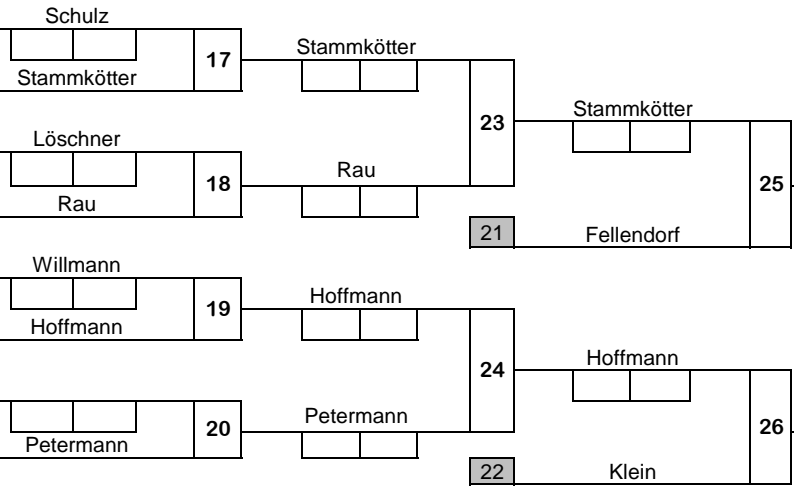 Schulz
17
Stammkötter
Stammkötter
23
Stammkötter
Löschner
18
Rau
Rau
25
21
Fellendorf
Willmann
19
Hoffmann
Hoffmann
24
Hoffmann
20
Petermann
Petermann
26
22
Klein